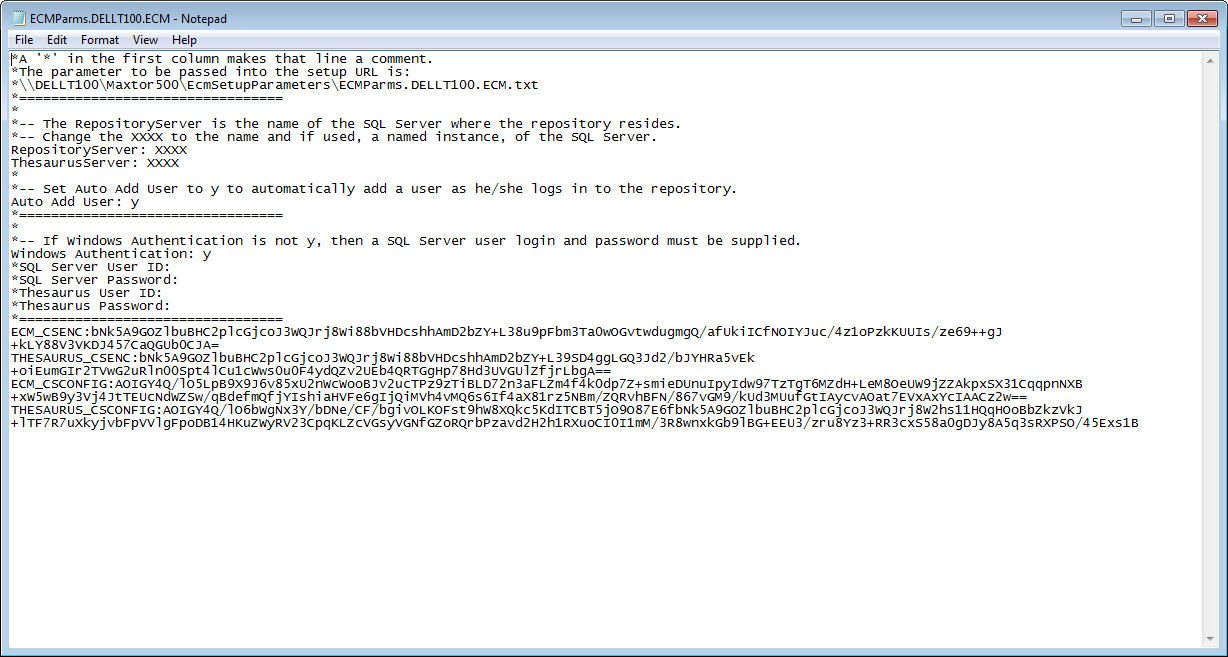 ECMParms.DELLT100.ECM - Notepad
File Edit Format View Help
*A '*' in the first column makes that line a comment.
*The parameter to be passed into the setup URL is:
*\\DELLT100\Maxtor500\EcmSetupParameters\ECMParms.DELLT100.ECM.txt
*=================================
*
*-- The RepositoryServer is the name of the SQL Server where the repository resides.
*-- Change the XXXX to the name and if used, a named instance, of the SQL Server.
RepositoryServer: XXXX
ThesaurusServer: XXXX
*
*-- Set Auto Add User to y to automatically add a user as he/she logs in to the repository.
Auto Add User: y
*=================================
*
*-- If Windows Authentication is not y, then a SQL Server user login and password must be supplied.
Windows Authentication: y
*SQL Server User ID:
*SQL Server Password:
*Thesaurus User ID:
*Thesaurus Password:
*=================================
ECM_CSENC:bNk5A9GOZlbuBHC2plcGjcoJ3WQJrj8Wi88bVHDcshhAmD2bZY+L38u9pFbm3Ta0wOGvtwdugmgQ/afUkiICfNOIYJuc/4z1oPzkKUUIs/ze69++gJ
+kLY88V3VKDJ457CaQGUbOCJA=
THESAURUS_CSENC:bNk5A9GOZlbuBHC2plcGjcoJ3WQJrj8Wi88bVHDcshhAmD2bZY+L39SD4ggLGQ3Jd2/bJYHRa5vEk
+oiEumGIr2TVwG2uRln0OSpt4lCu1cWws0u0F4ydQZv2UEb4QRTGgHp78Hd3UVGUlZfjrLbgA==
ECM_CSCONFIG:AOIGY4Q/lO5LpB9X9J6v85xU2nWcWooBJv2ucTPz9zTiBLD72n3aFLZm4f4k0dp7Z+smieDUnuIpyIdw97TzTgT6MZdH+LeM8OeUW9jZZAkpxSX31CqqpnNXB
+xW5wB9y3Vj4JtTEUcNdWZSw/qBdefmQfjYIshiaHVFe6gIjQiMVh4vMQ6s6If4aX81rz5NBm/ZQRvhBFN/867vGM9/kUd3MUufGtIAycvAOat7EVxAxYcIAACz2w==
THESAURUS_CSCONFIG:AOIGY4Q/lO6bWgNx3Y/bDNe/CF/bgivOLKOFst9hW8XQkc5KdITCBT5jO9O87E6fbNk5A9GOZlbuBHC2plcGjcoJ3WQJrj8W2hs11HQqHOoBbZkzVkJ
+lTF7R7uXkyjvbFpVVlgFpoDB14HKuZWyRV23CpqKLZcVGsyVGNfGZoRQrbPzavd2H2h1RXuoCI0I1mM/3R8wnxkGb9lBG+EEU3/zru8Yz3+RR3cxS58a0gDJy8A5q3sRXPSO/45Exs1B